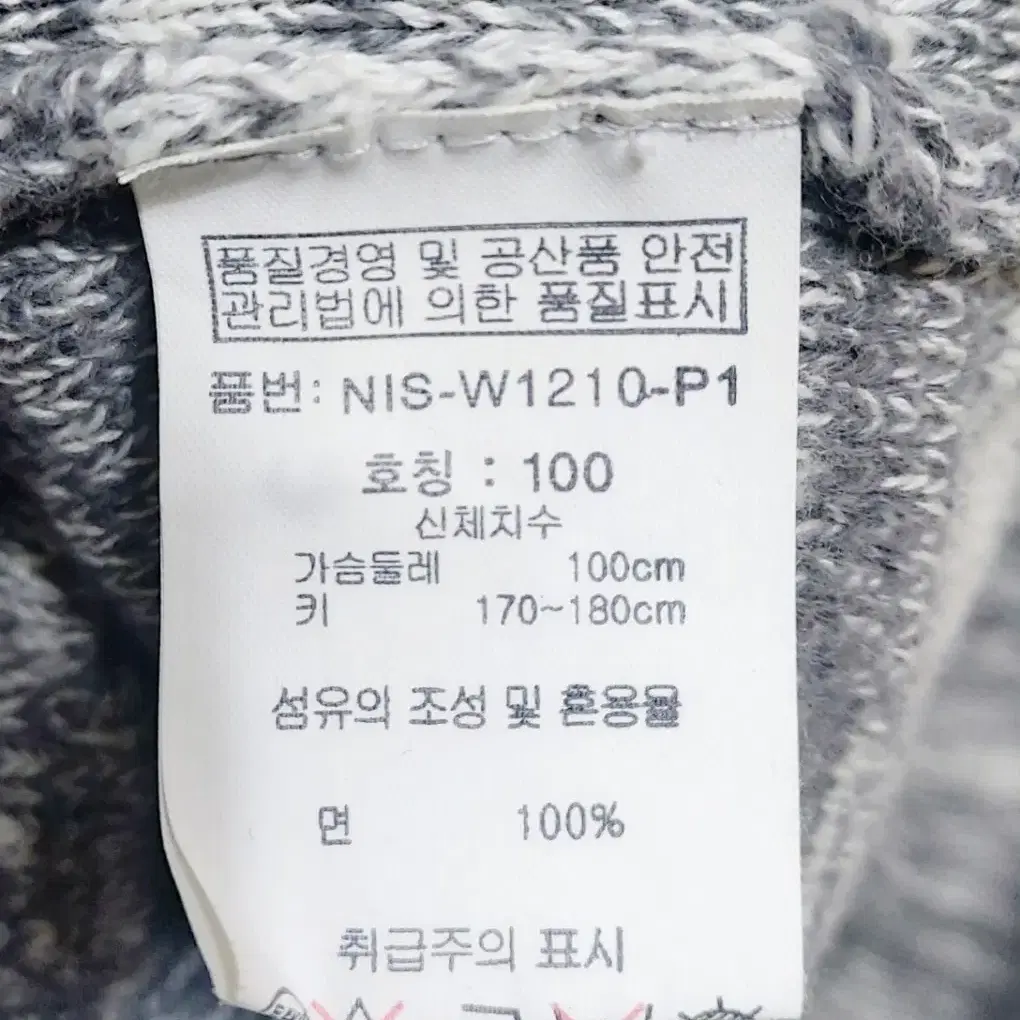 품질경영 및 공산품 안전
관리법에 의한 품질표시
품번: NIS-W1210-P1
호칭 : 100
신체치수
가슴둘레 100cm
키 170~180cm
섬유의 조성 및 혼용율
면 100%
취급주의 표시